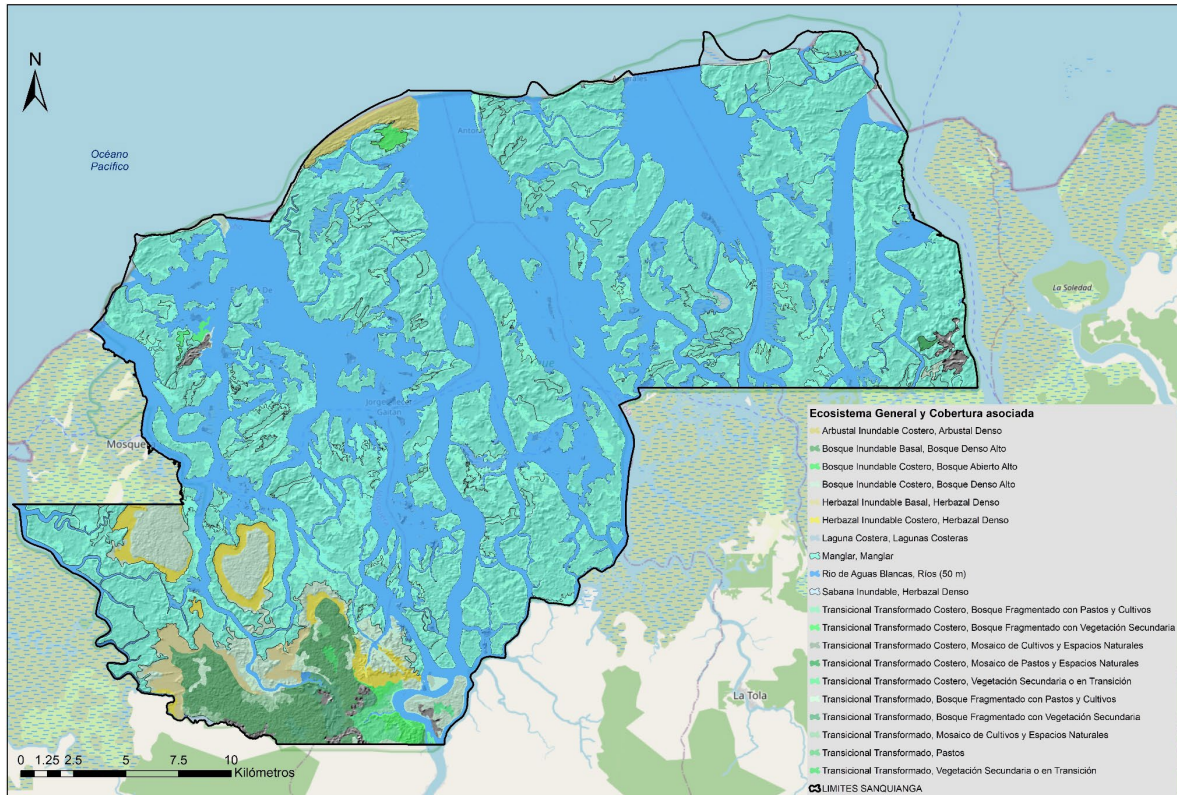 N
Océano
Pacífico
La Soledad
Mosque
La Tola
0 1.25 2.5 5 7.5 10
Kilómetros
Ecosistema General y Cobertura asociada
Arbustal Inundable Costero, Arbustal Denso
Bosque Inundable Basal, Bosque Denso Alto
Bosque Inundable Costero, Bosque Abierto Alto
Bosque Inundable Costero, Bosque Denso Alto
Herbazal Inundable Basal, Herbazal Denso
Herbazal Inundable Costero, Herbazal Denso
Laguna Costera, Lagunas Costeras
Manglar, Manglar
Rio de Aguas Blancas, Ríos (50 m)
Sabana Inundable, Herbazal Denso
Transicional Transformado Costero, Bosque Fragmentado con Pastos y Cultivos
Transicional Transformado Costero, Bosque Fragmentado con Vegetación Secundaria
Transicional Transformado Costero, Mosaico de Cultivos y Espacios Naturales
Transicional Transformado Costero, Mosaico de Pastos y Espacios Naturales
Transicional Transformado Costero, Vegetación Secundaria o en Transición
Transicional Transformado, Bosque Fragmentado con Pastos y Cultivos
Transicional Transformado, Bosque Fragmentado con Vegetación Secundaria
Transicional Transformado, Mosaico de Cultivos y Espacios Naturales
Transicional Transformado, Pastos
Transicional Transformado, Vegetación Secundaria o en Transición
LIMITES SANQUIANGA